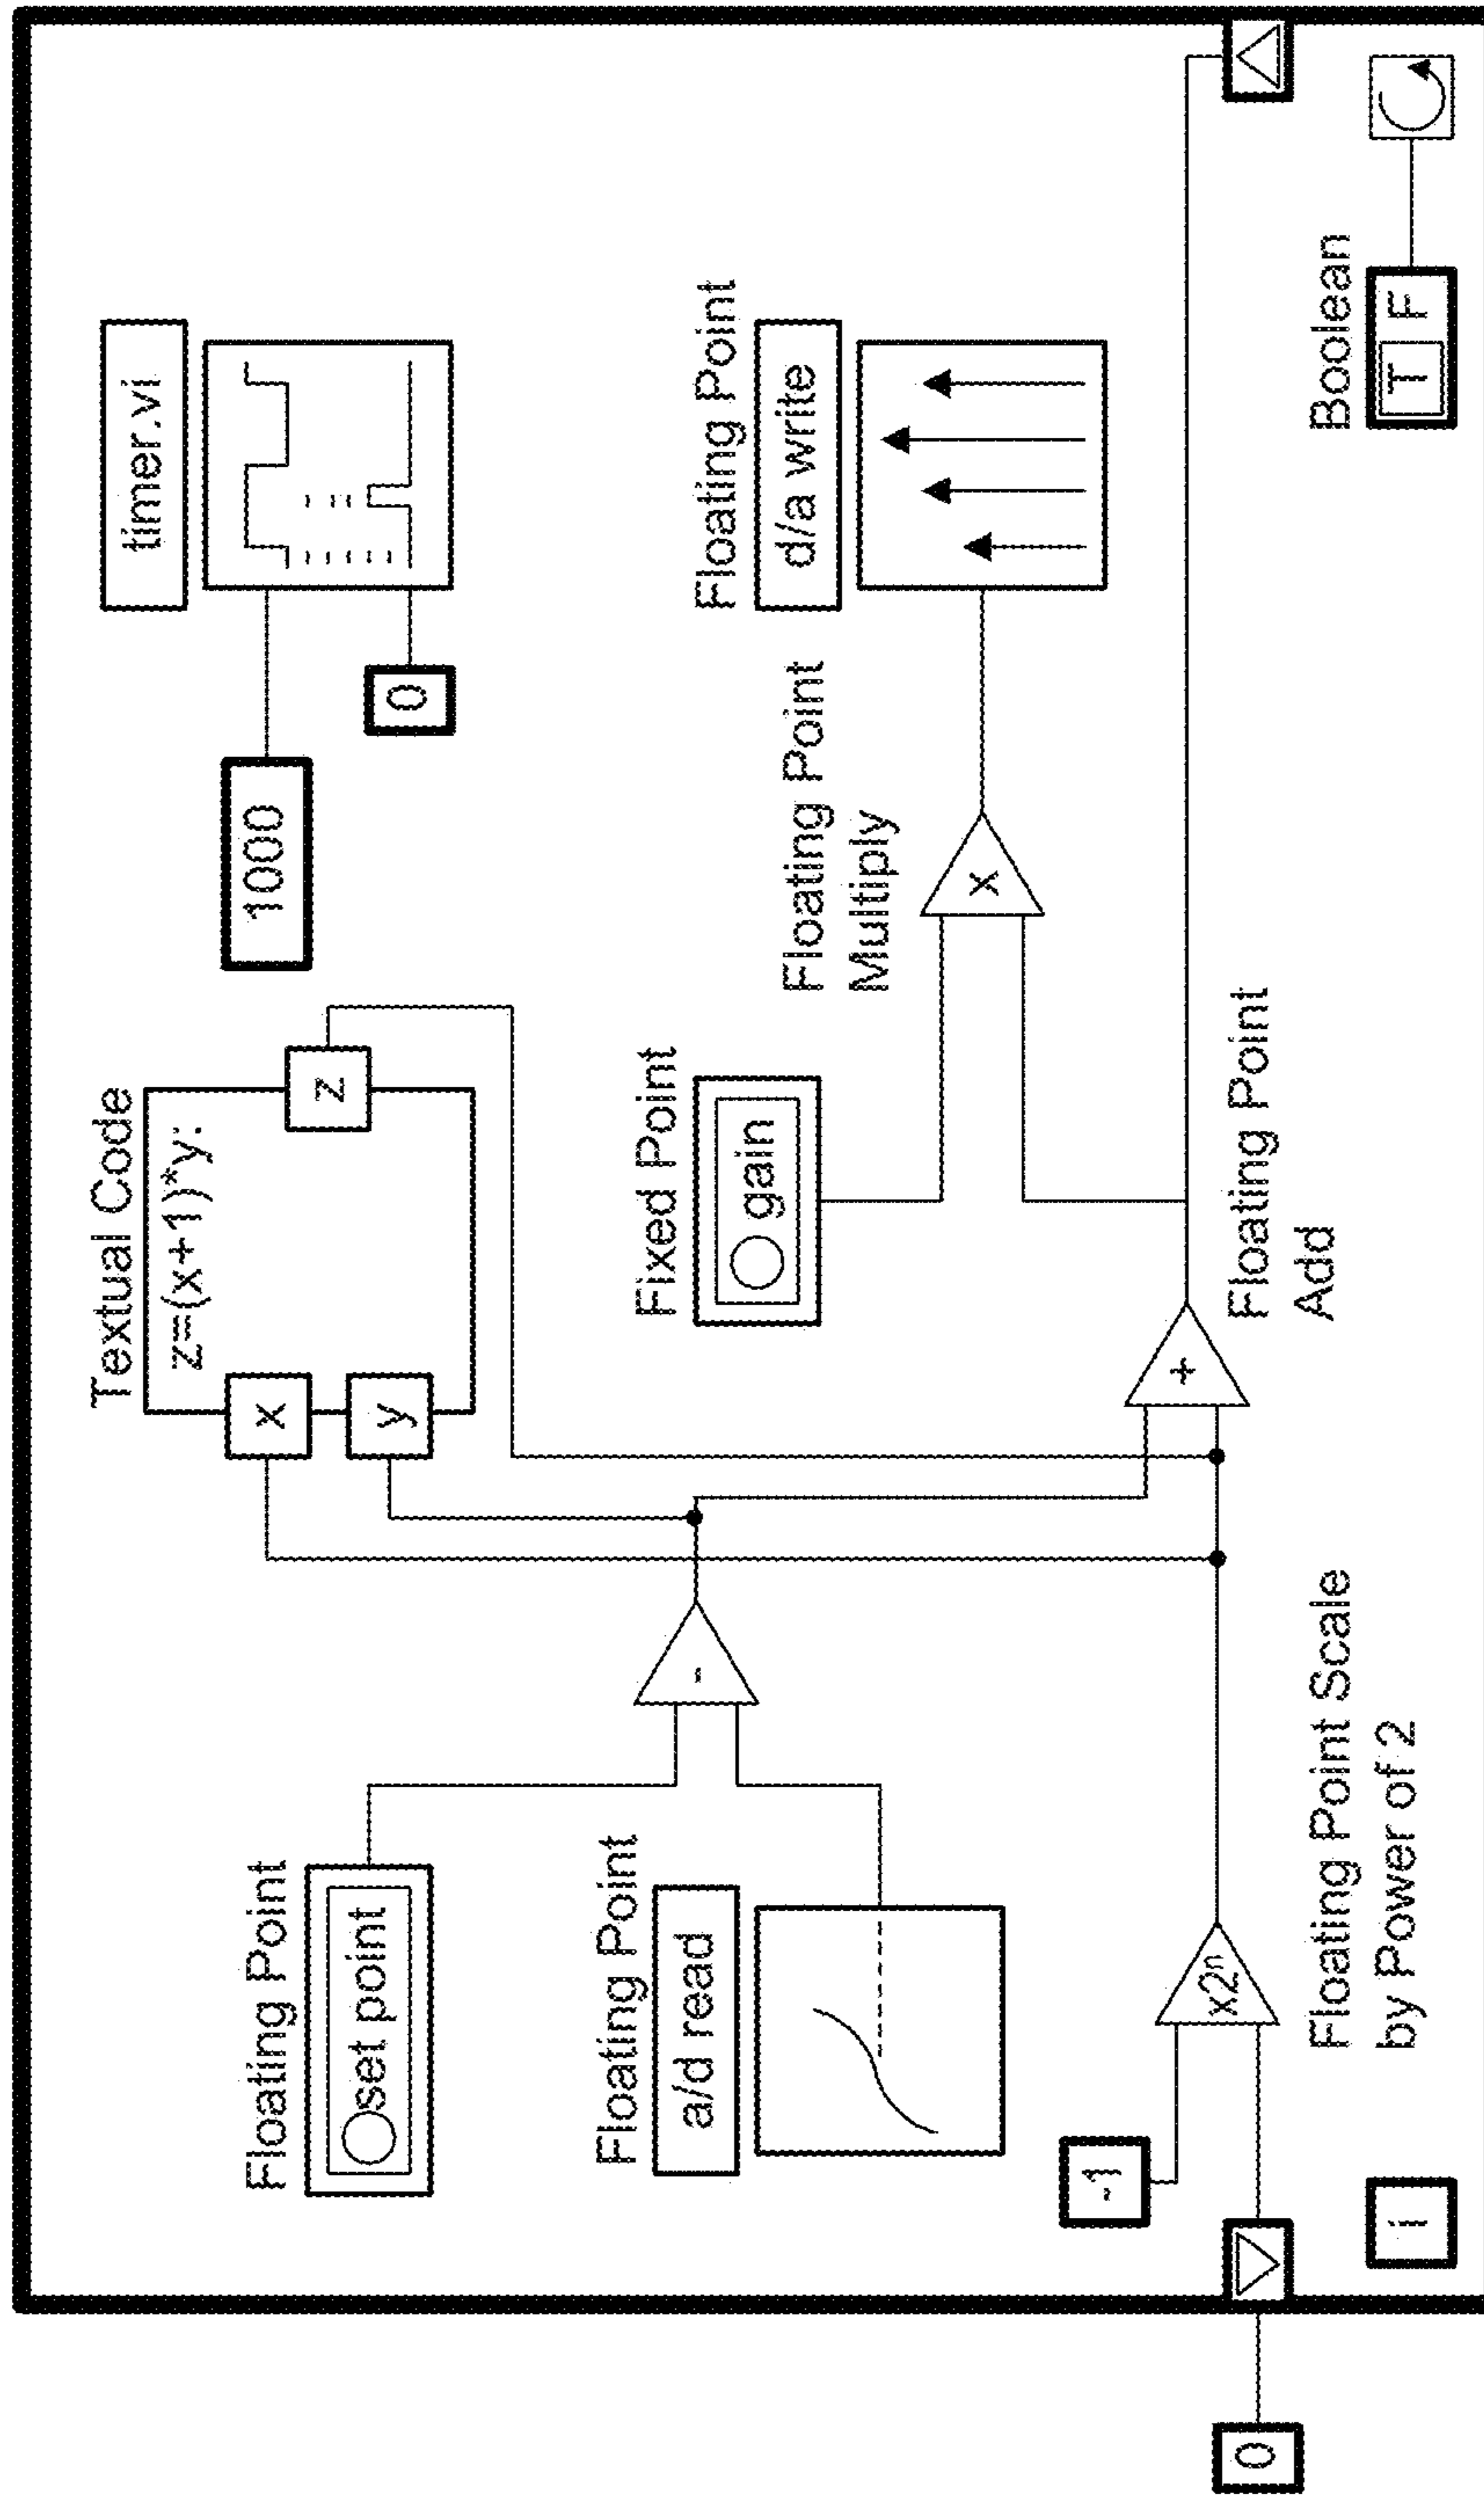 Textual Code
z=(x+1)*y:
x
y
z
1000
0
timer.vi
Floating Point
set point
Floating Point
a/d read
-
Fixed Point
gain
Floating Point
Multiply
x
Floating Point
d/a write
-1
x2ⁿ
Floating Point Scale
by Power of 2
+
Floating Point
Add
Boolean
T F
0
i